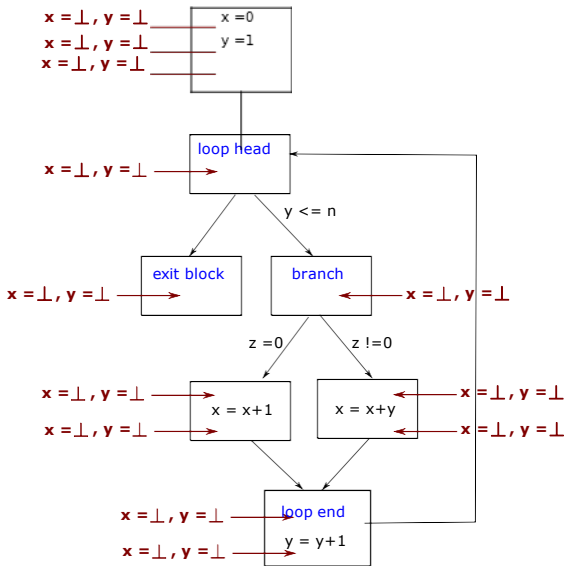 x =⊥, y =⊥ x =0
x =⊥, y =⊥ y =1
x =⊥, y =⊥
loop head
x =⊥, y =⊥
y <= n
exit block branch
x =⊥, y =⊥ x =⊥, y =⊥
z =0 z !=0
x =⊥, y =⊥ x =⊥, y =⊥
x = x+1 x = x+y
x =⊥, y =⊥ x =⊥, y =⊥
x =⊥, y =⊥ loop end
y = y+1
x =⊥, y =⊥